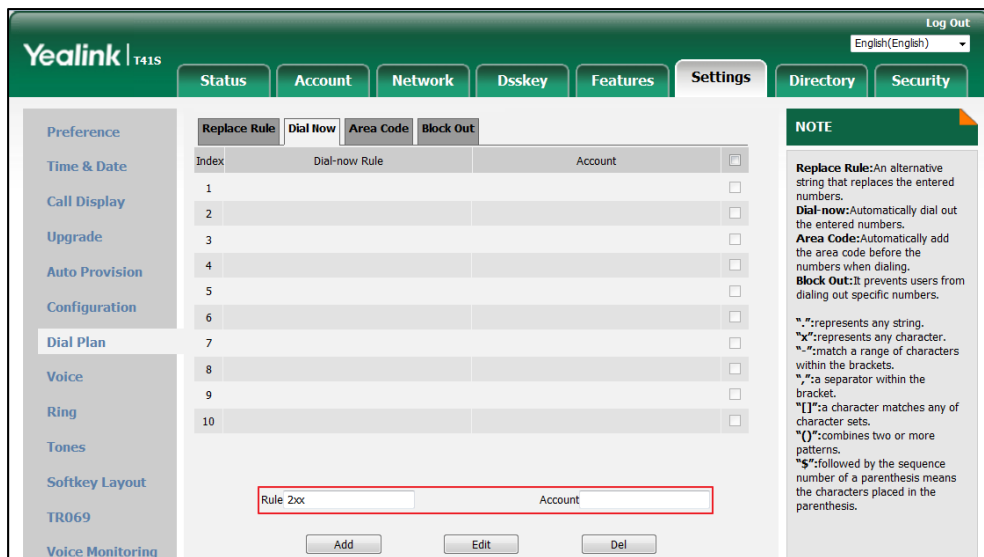 Log Out
English(English)
Yealink | T41S
Status Account Network Dsskey Features Settings Directory Security
Preference
Time & Date
Call Display
Upgrade
Auto Provision
Configuration
Dial Plan
Voice
Ring
Tones
Softkey Layout
TR069
Voice Monitoring
Replace Rule Dial Now Area Code Block Out
Index Dial-now Rule Account
1
2
3
4
5
6
7
8
9
10
Rule 2xx Account
Add Edit Del
NOTE
Replace Rule:An alternative
string that replaces the entered
numbers.
Dial-now:Automatically dial out
the entered numbers.
Area Code:Automatically add
the area code before the
numbers when dialing.
Block Out:It prevents users from
dialing out specific numbers.
".":represents any string.
"x":represents any character.
"-":match a range of characters
within the brackets.
",":a separator within the
bracket.
"[]":a character matches any of
character sets.
"()":combines two or more
patterns.
"$":followed by the sequence
number of a parenthesis means
the characters placed in the
parenthesis.